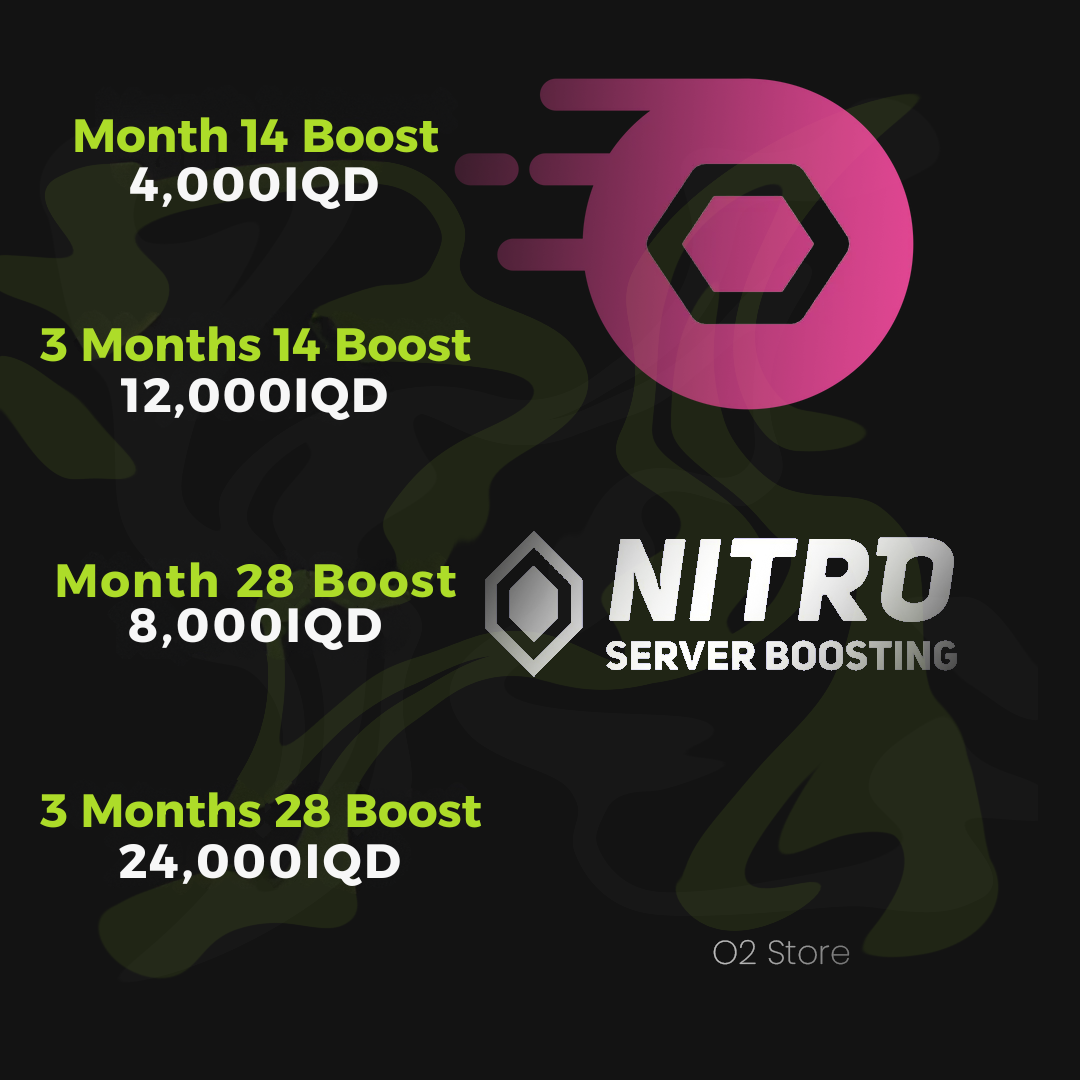 Month 14 Boost
4,000IQD
3 Months 14 Boost
12,000IQD
Month 28 Boost
8,000IQD
3 Months 28 Boost
24,000IQD
NITRO
SERVER BOOSTING
O2 Store